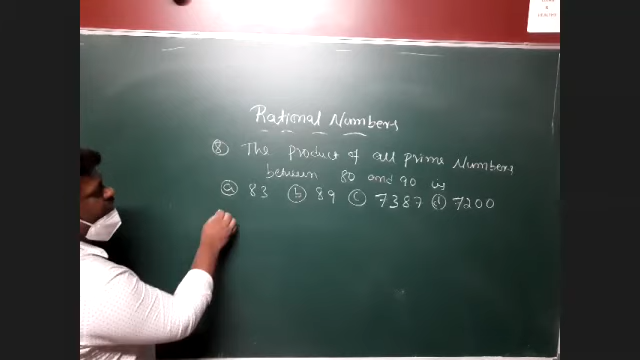 Rational Numbers
8 The product of all prime Numbers
between 80 and 90 is
a 83 b 89 c 7387 d 7200